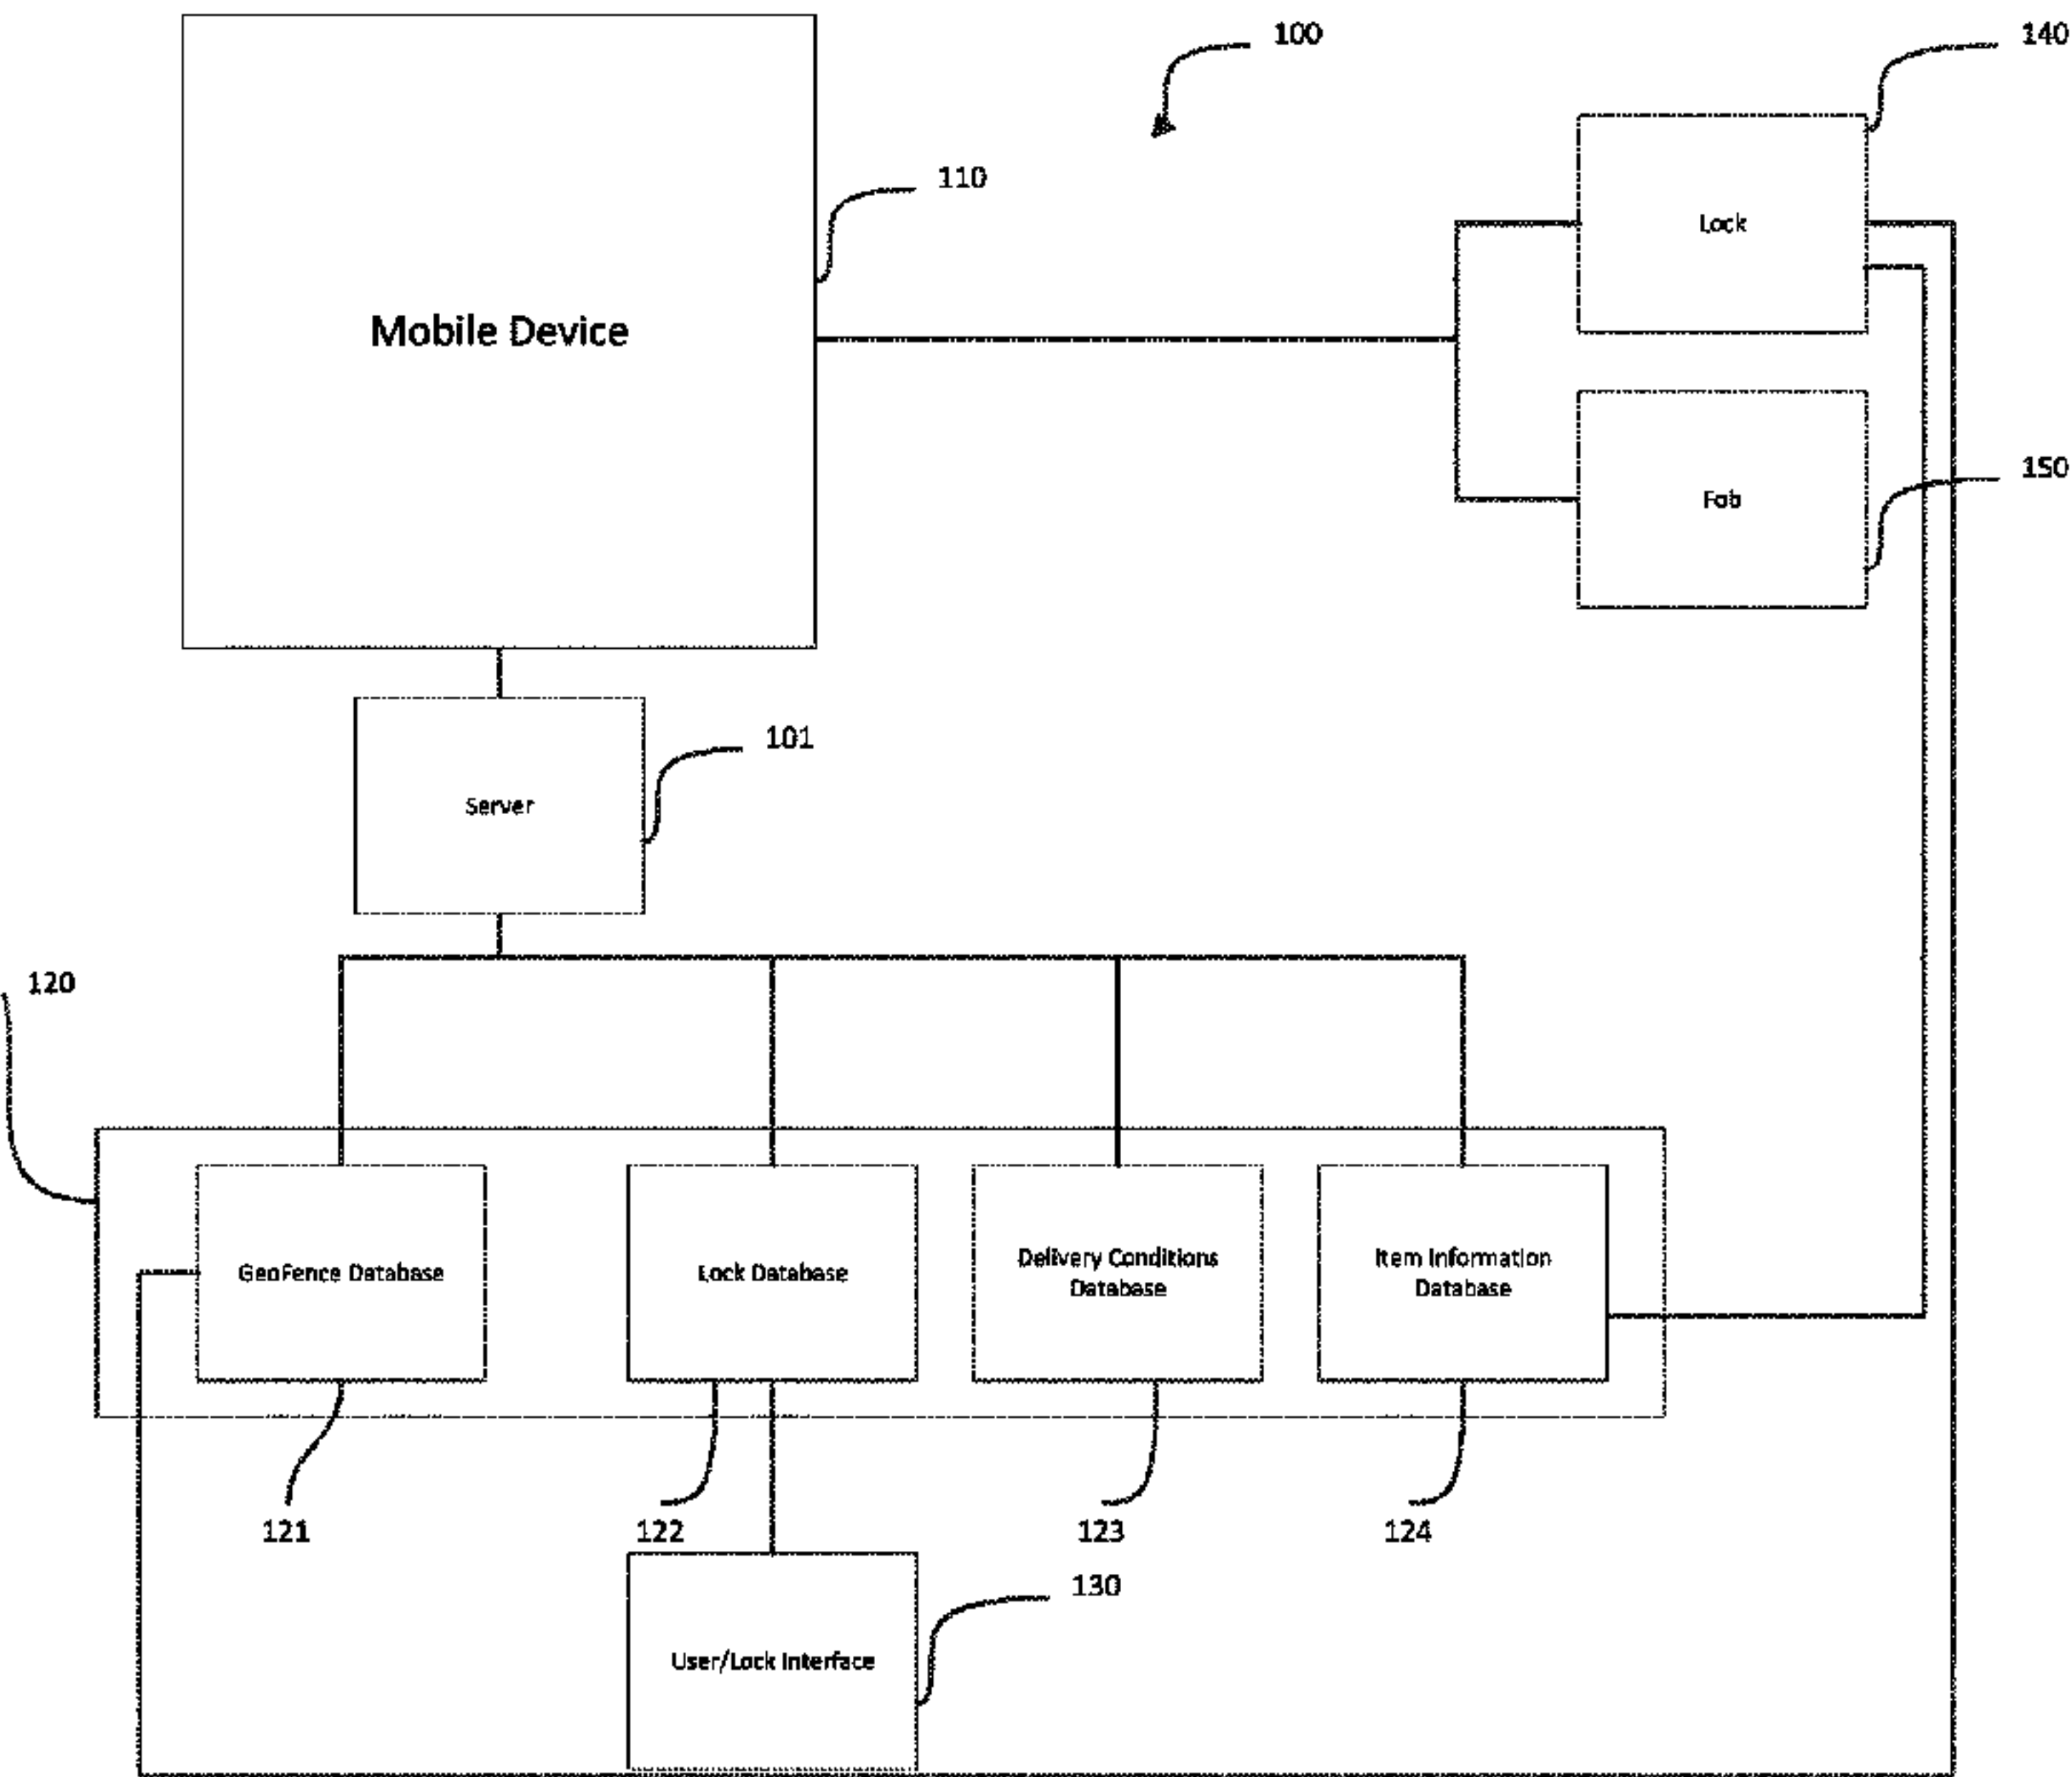 100
140
110
Lock
Mobile Device
150
Fob
101
Server
120
GeoFence Database
Lock Database
Delivery Conditions
Database
Item Information
Database
121
122
123
124
130
User/Lock Interface